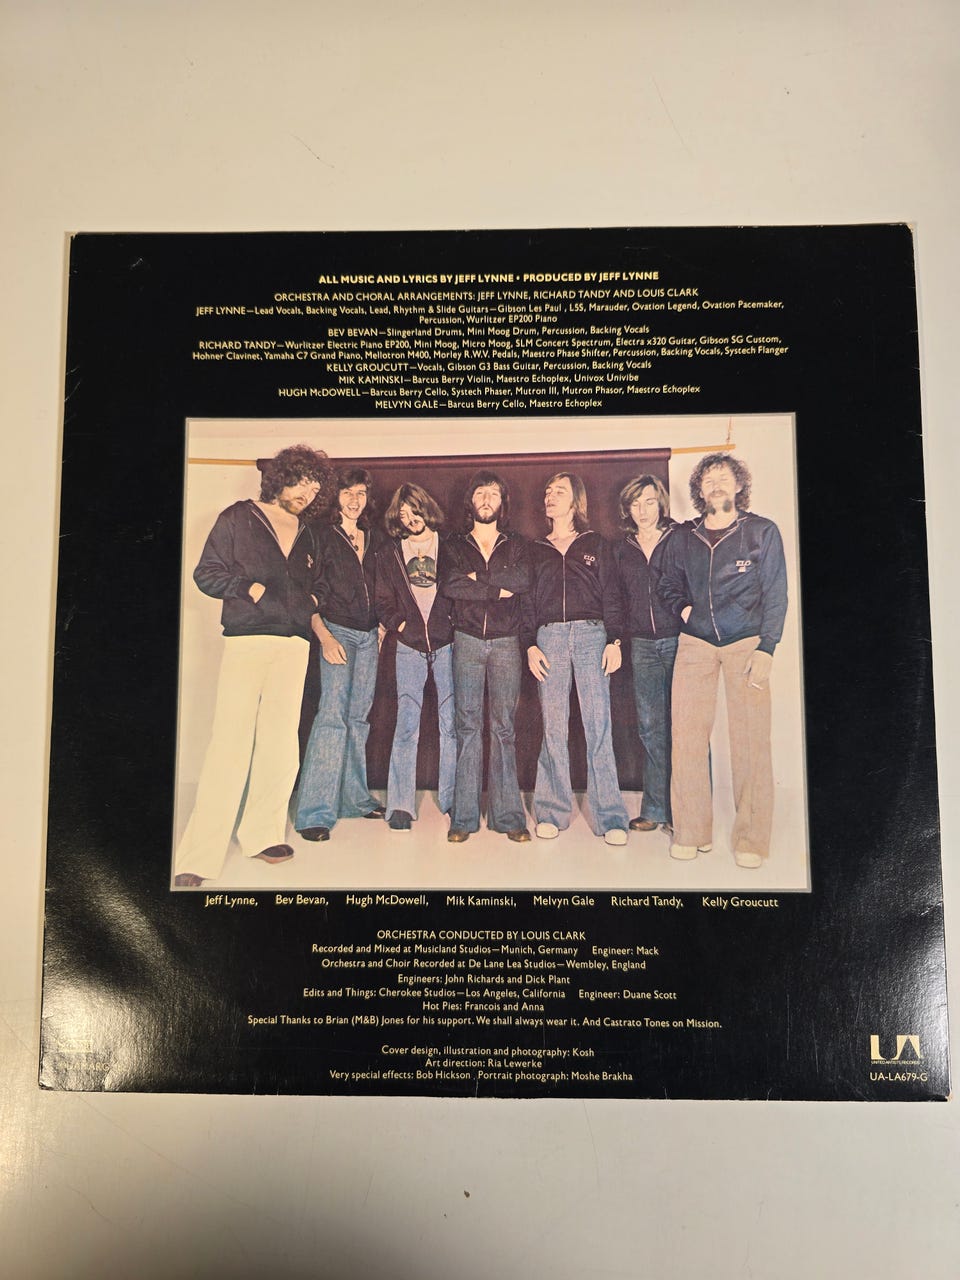 ALL MUSIC AND LYRICS BY JEFF LYNNE • PRODUCED BY JEFF LYNNE
ORCHESTRA AND CHORAL ARRANGEMENTS: JEFF LYNNE, RICHARD TANDY AND LOUIS CLARK
JEFF LYNNE—Lead Vocals, Backing Vocals, Lead, Rhythm & Slide Guitars—Gibson Les Paul , L5S, Marauder, Ovation Legend, Ovation Pacemaker,
Percussion, Wurlitzer EP200 Piano
BEV BEVAN—Slingerland Drums, Mini Moog Drum, Percussion, Backing Vocals
RICHARD TANDY—Wurlitzer Electric Piano EP200, Mini Moog, Micro Moog, SLM Concert Spectrum, Electra x320 Guitar, Gibson SG Custom,
Hohner Clavinet, Yamaha C7 Grand Piano, Mellotron M400, Morley R.W.V. Pedals, Maestro Phase Shifter, Percussion, Backing Vocals, Systech Flanger
KELLY GROUCUTT—Vocals, Gibson G3 Bass Guitar, Percussion, Backing Vocals
MIK KAMINSKI—Barcus Berry Violin, Maestro Echoplex, Univox Univibe
HUGH McDOWELL—Barcus Berry Cello, Systech Phaser, Mutron III, Mutron Phasor, Maestro Echoplex
MELVYN GALE—Barcus Berry Cello, Maestro Echoplex
ELO
ELO
Jeff Lynne, Bev Bevan, Hugh McDowell, Mik Kaminski, Melvyn Gale Richard Tandy, Kelly Groucutt
ORCHESTRA CONDUCTED BY LOUIS CLARK
Recorded and Mixed at Musicland Studios—Munich, Germany Engineer: Mack
Orchestra and Choir Recorded at De Lane Lea Studios—Wembley, England
Engineers: John Richards and Dick Plant
Edits and Things: Cherokee Studios—Los Angeles, California Engineer: Duane Scott
Hot Pies: Francois and Anna
Special Thanks to Brian (M&B) Jones for his support. We shall always wear it. And Castrato Tones on Mission.
Cover design, illustration and photography: Kosh
Art direction: Ria Lewerke
Very special effects: Bob Hickson Portrait photograph: Moshe Brakha
UA
UNITED ARTISTS RECORDS
UA-LA679-G